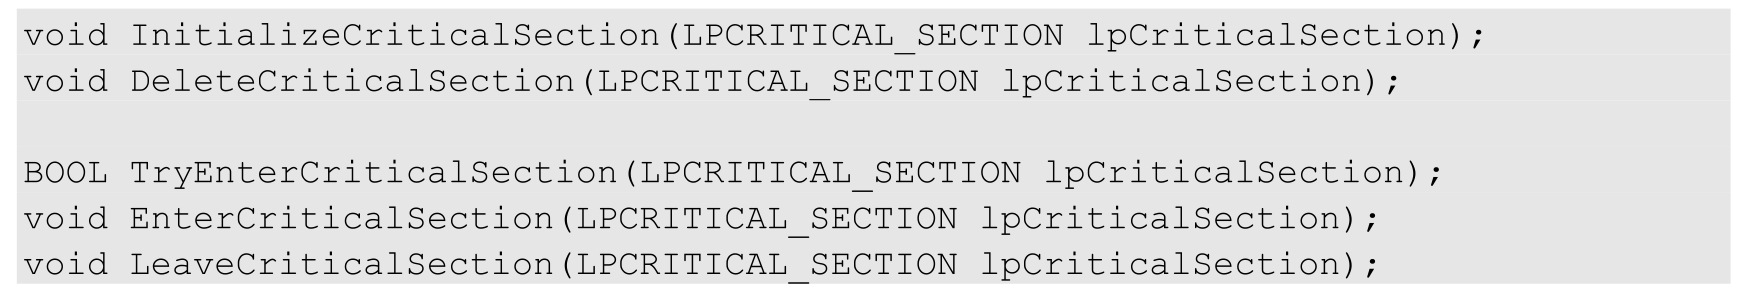 void InitializeCriticalSection(LPCRITICAL_SECTION lpCriticalSection);
void DeleteCriticalSection(LPCRITICAL_SECTION lpCriticalSection);
BOOL TryEnterCriticalSection(LPCRITICAL_SECTION lpCriticalSection);
void EnterCriticalSection(LPCRITICAL_SECTION lpCriticalSection);
void LeaveCriticalSection(LPCRITICAL_SECTION lpCriticalSection);